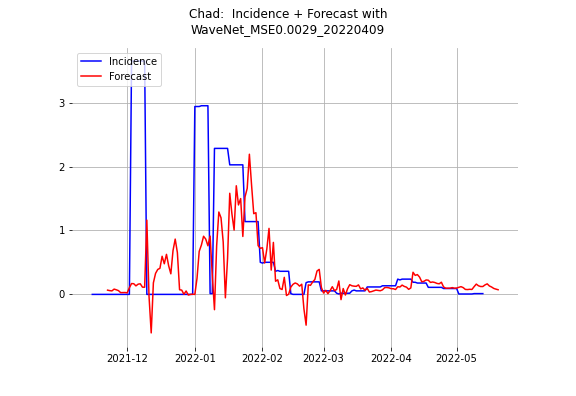 Chad:  Incidence + Forecast with
WaveNet_MSE0.0029_20220409
Incidence
Forecast
3
2
1
0
2021-12
2022-01
2022-02
2022-03
2022-04
2022-05